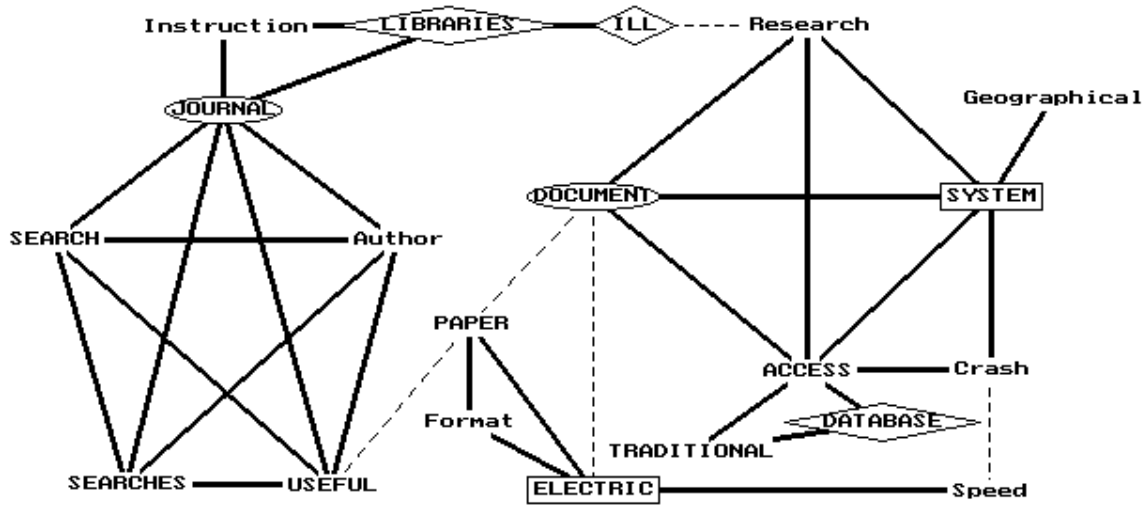 Instruction
LIBRARIES
ILL
Research
Geographical
JOURNAL
DOCUMENT
SYSTEM
SEARCH
Author
PAPER
ACCESS
Crash
Format
DATABASE
TRADITIONAL
SEARCHES
USEFUL
ELECTRIC
Speed